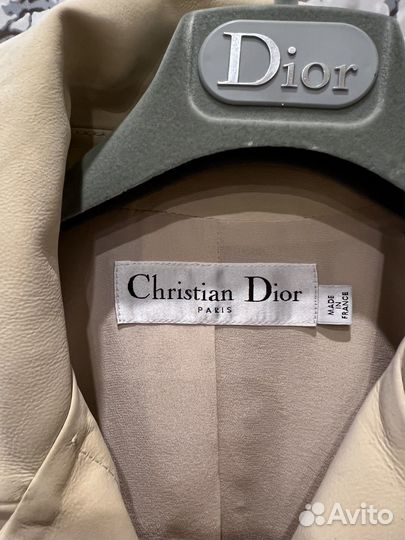 Dior
Christian Dior
PARIS
MADE
IN
FRANCE
Avito